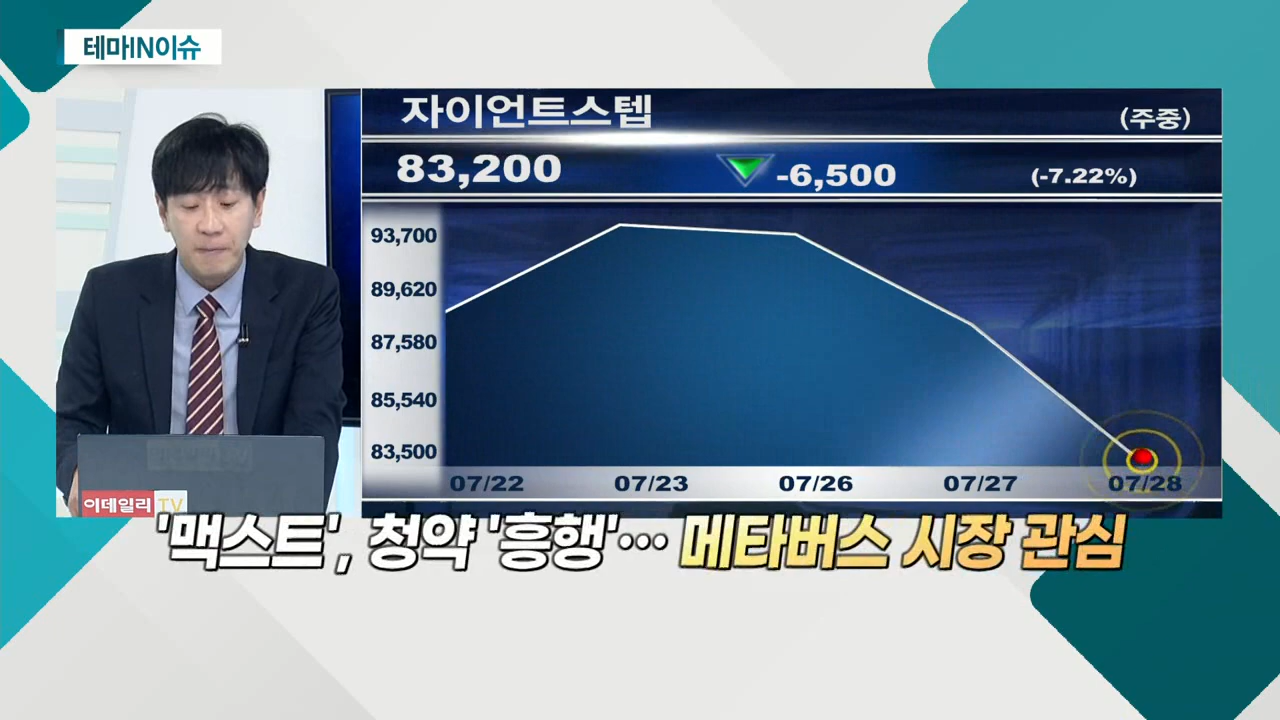 테마IN이슈
자이언트스텝 (주중)
83,200 -6,500 (-7.22%)
93,700
89,620
87,580
85,540
83,500
07/22 07/23 07/26 07/27 07/28
이데일리 TV
'맥스트', 청약 '흥행'… 메타버스 시장 관심